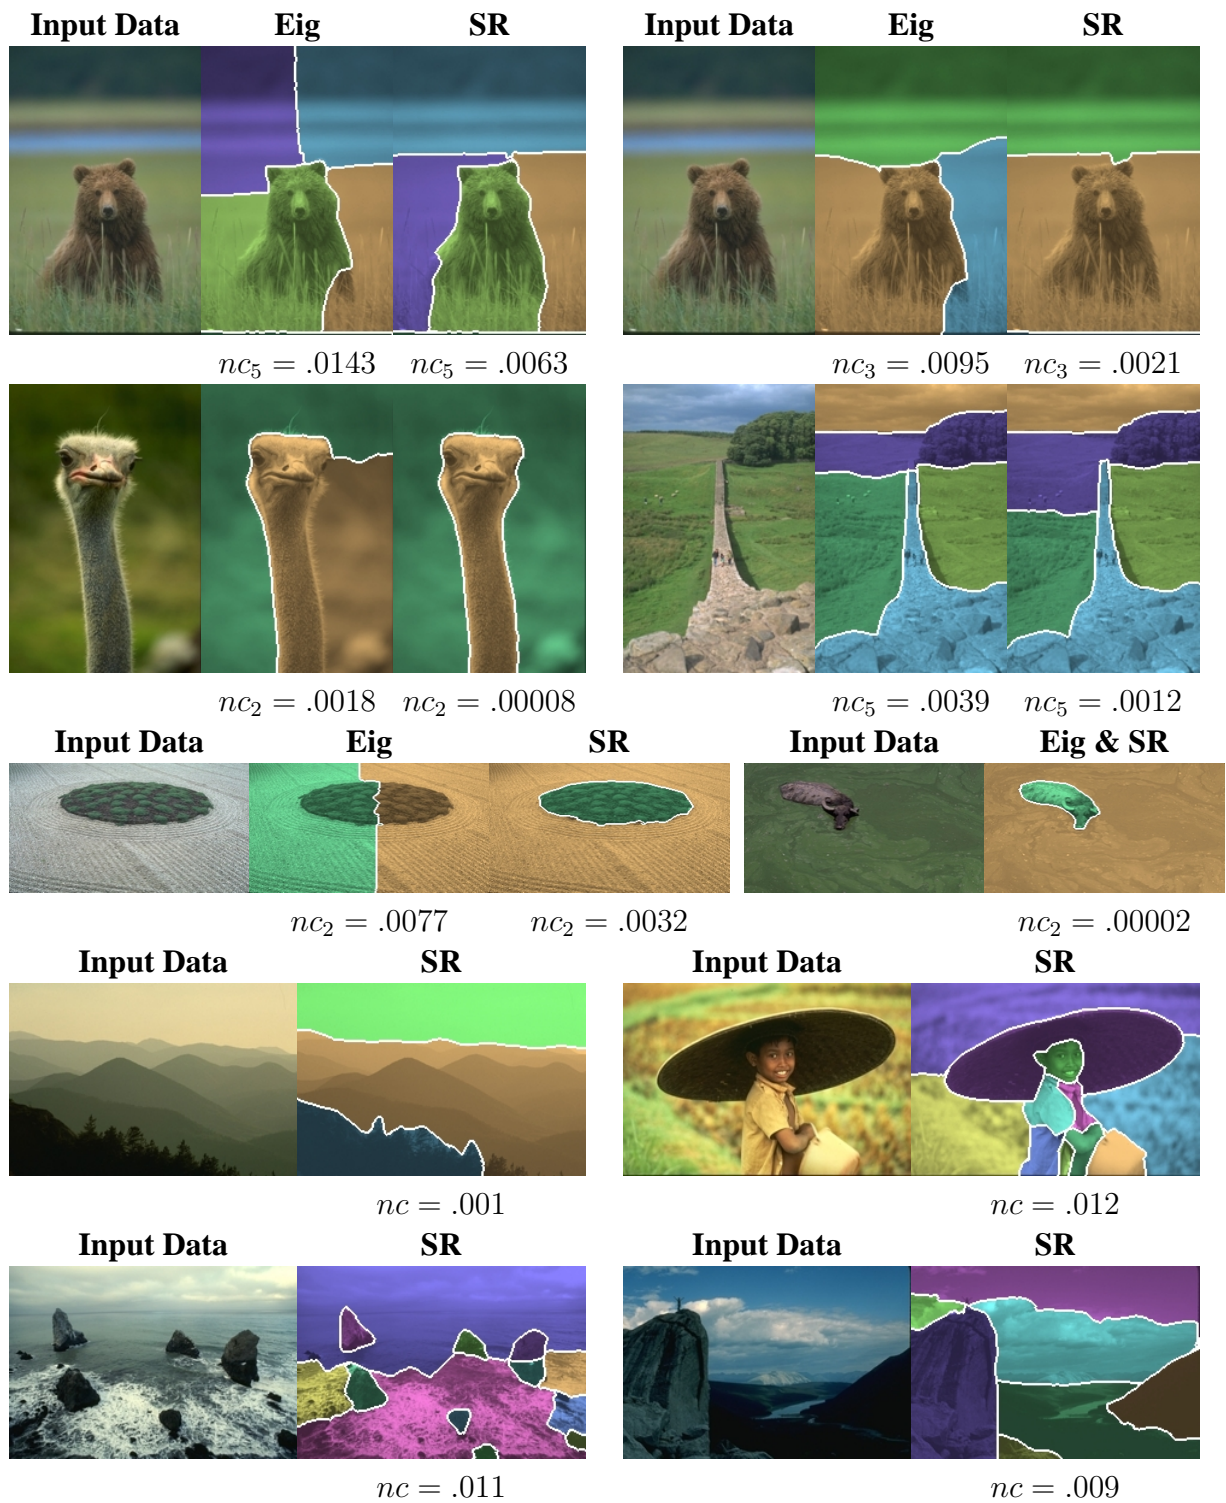 Input Data Eig SR Input Data Eig SR
nc₅ = .0143 nc₅ = .0063 nc₃ = .0095 nc₃ = .0021
nc₂ = .0018 nc₂ = .00008 nc₅ = .0039 nc₅ = .0012
Input Data Eig SR Input Data Eig & SR
nc₂ = .0077 nc₂ = .0032 nc₂ = .00002
Input Data SR Input Data SR
nc = .001 nc = .012
Input Data SR Input Data SR
nc = .011 nc = .009